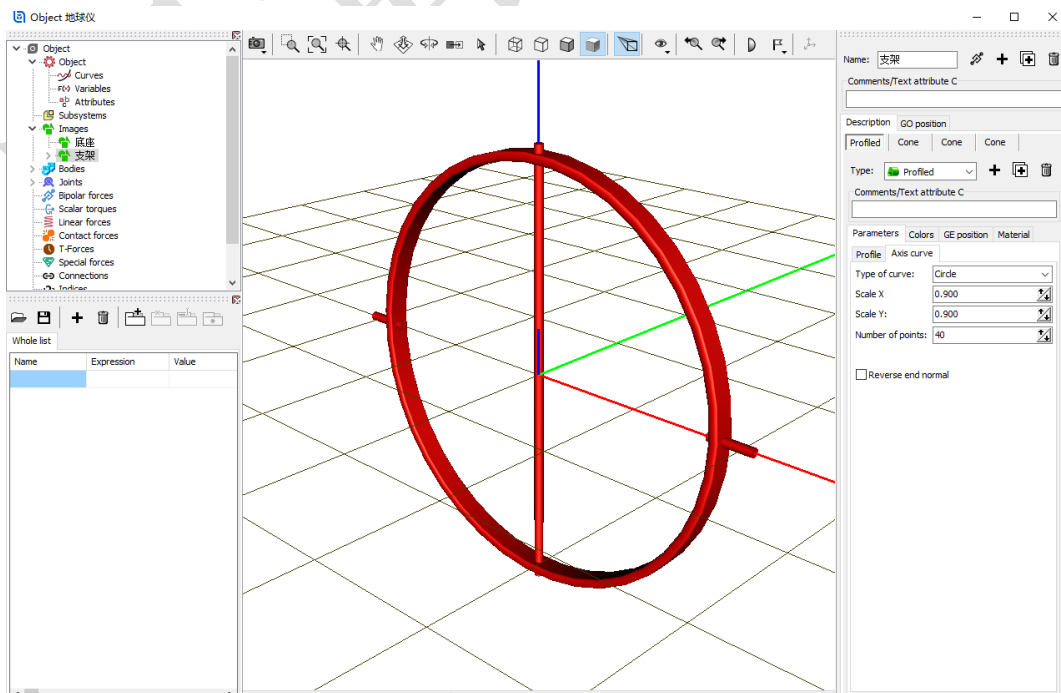 Object 地球仪
Object
Object
Curves
F(x) Variables
Attributes
Subsystems
Images
底座
支架
Bodies
Joints
Bipolar forces
Scalar torques
Linear forces
Contact forces
T-Forces
Special forces
Connections
Indices
Whole list
Name Expression Value
Name: 支架
Comments/Text attribute C
Description GO position
Profiled Cone Cone Cone
Type: Profiled
Comments/Text attribute C
Parameters Colors GE position Material
Profile Axis curve
Type of curve: Circle
Scale X 0.900
Scale Y: 0.900
Number of points: 40
Reverse end normal